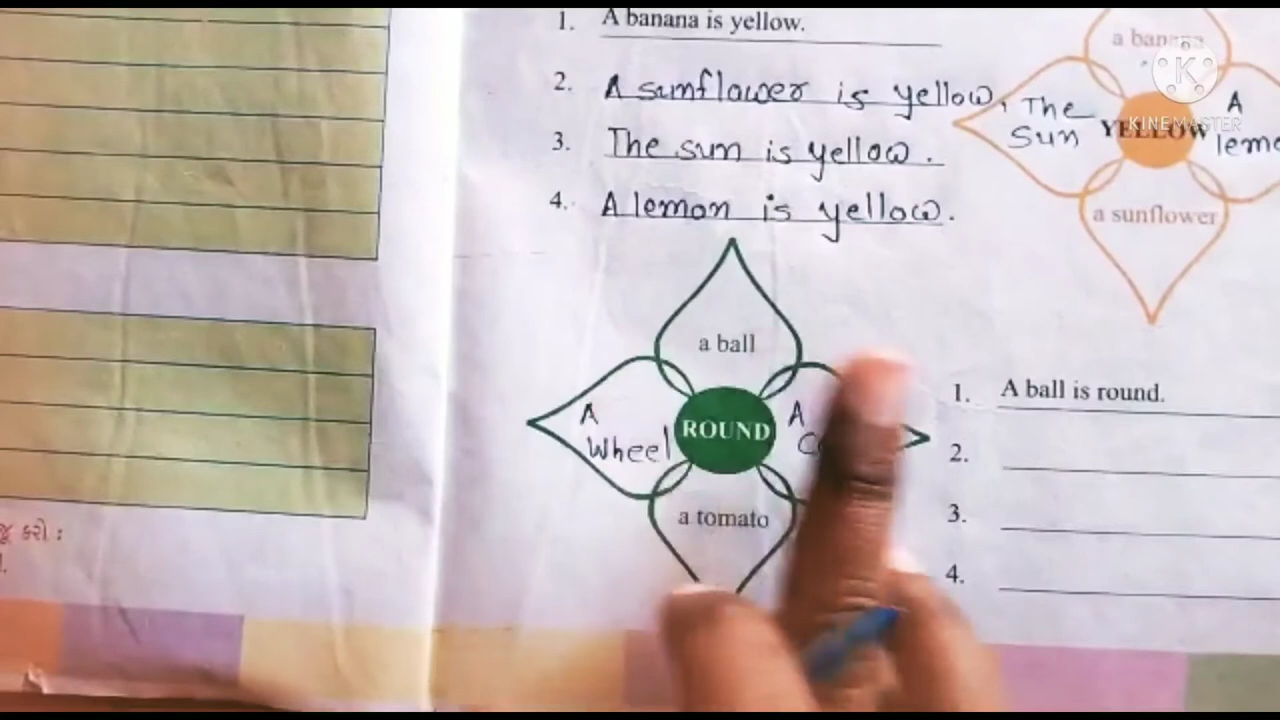 1. A banana is yellow.
2. A sunflower is yellow.
3. The sun is yellow.
4. A lemon is yellow.
a banana
The
Sun
YELLOW
A
a sunflower
KINEMASTER
a ball
A
Wheel
ROUND
A
a tomato
1. A ball is round.
2.
3.
4.
કરો :